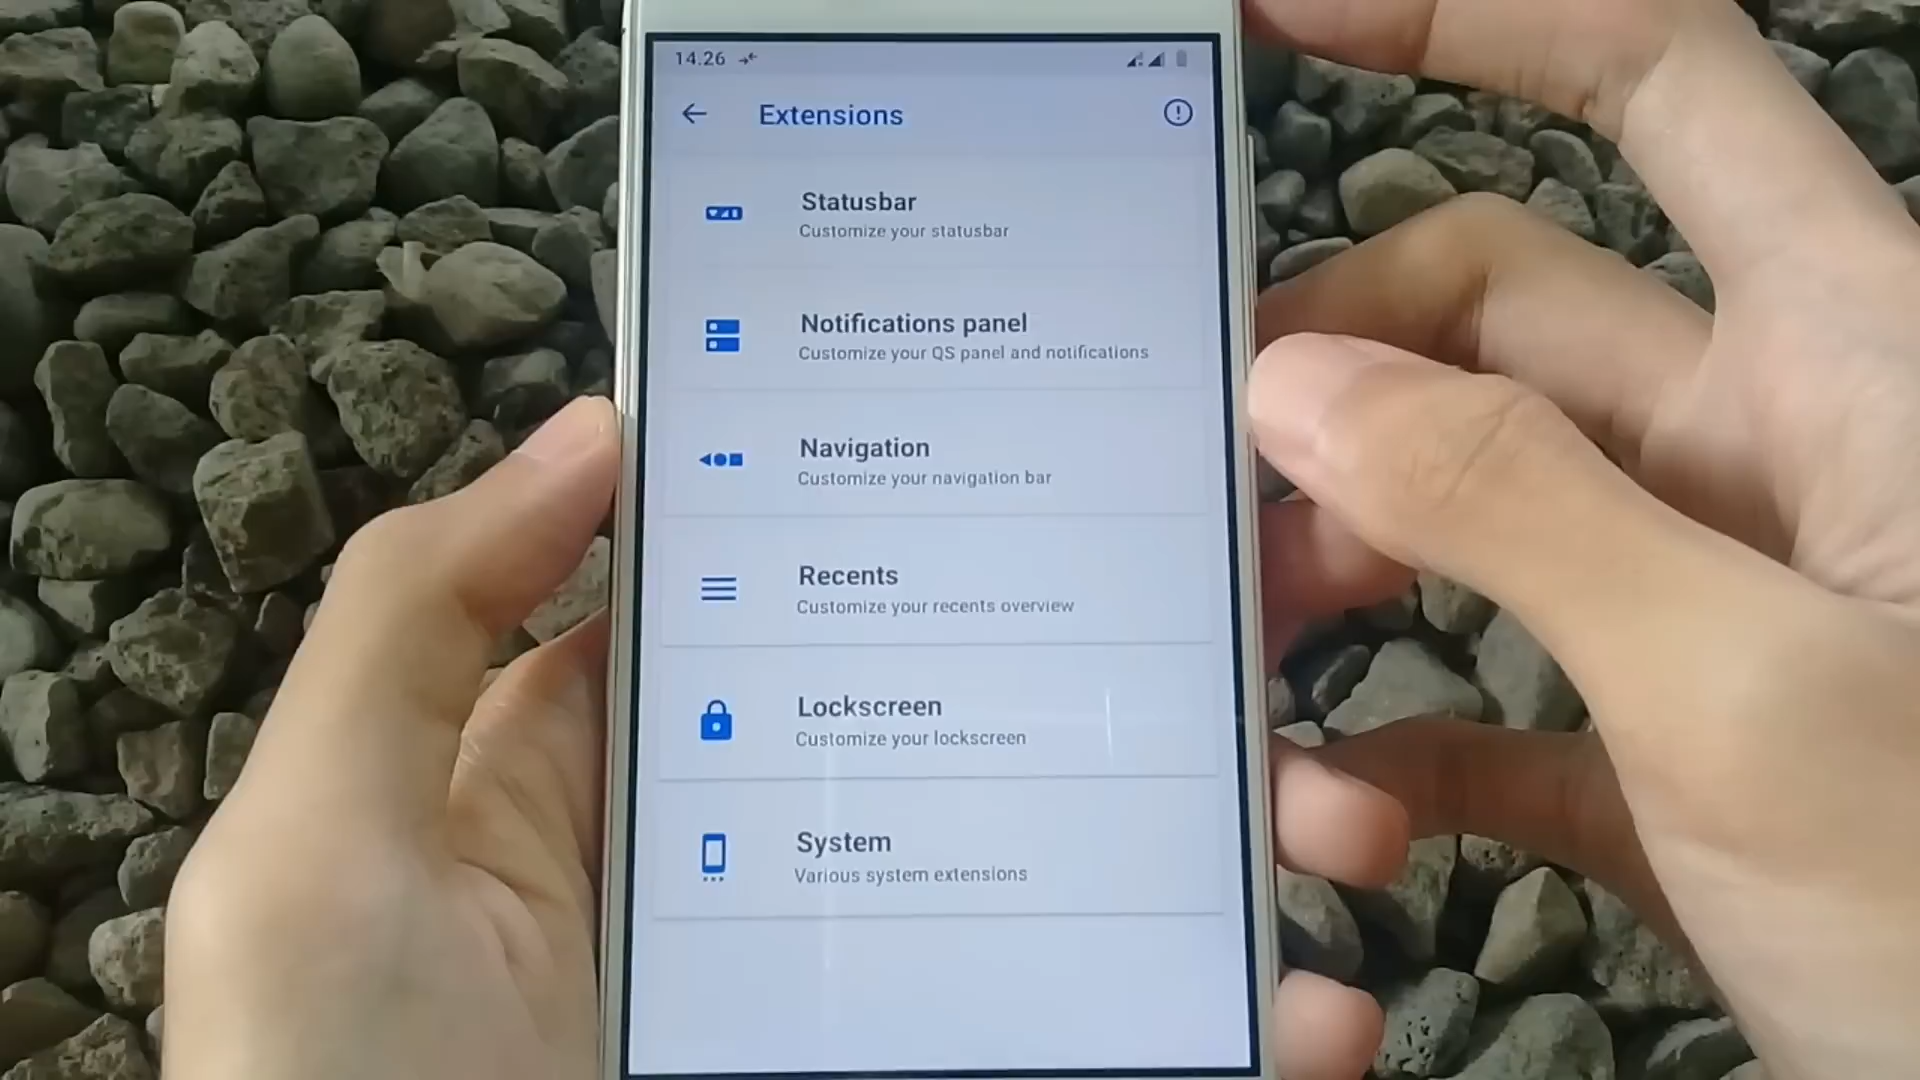 14.26
Extensions
Statusbar
Customize your statusbar
Notifications panel
Customize your QS panel and notifications
Navigation
Customize your navigation bar
Recents
Customize your recents overview
Lockscreen
Customize your lockscreen
System
Various system extensions